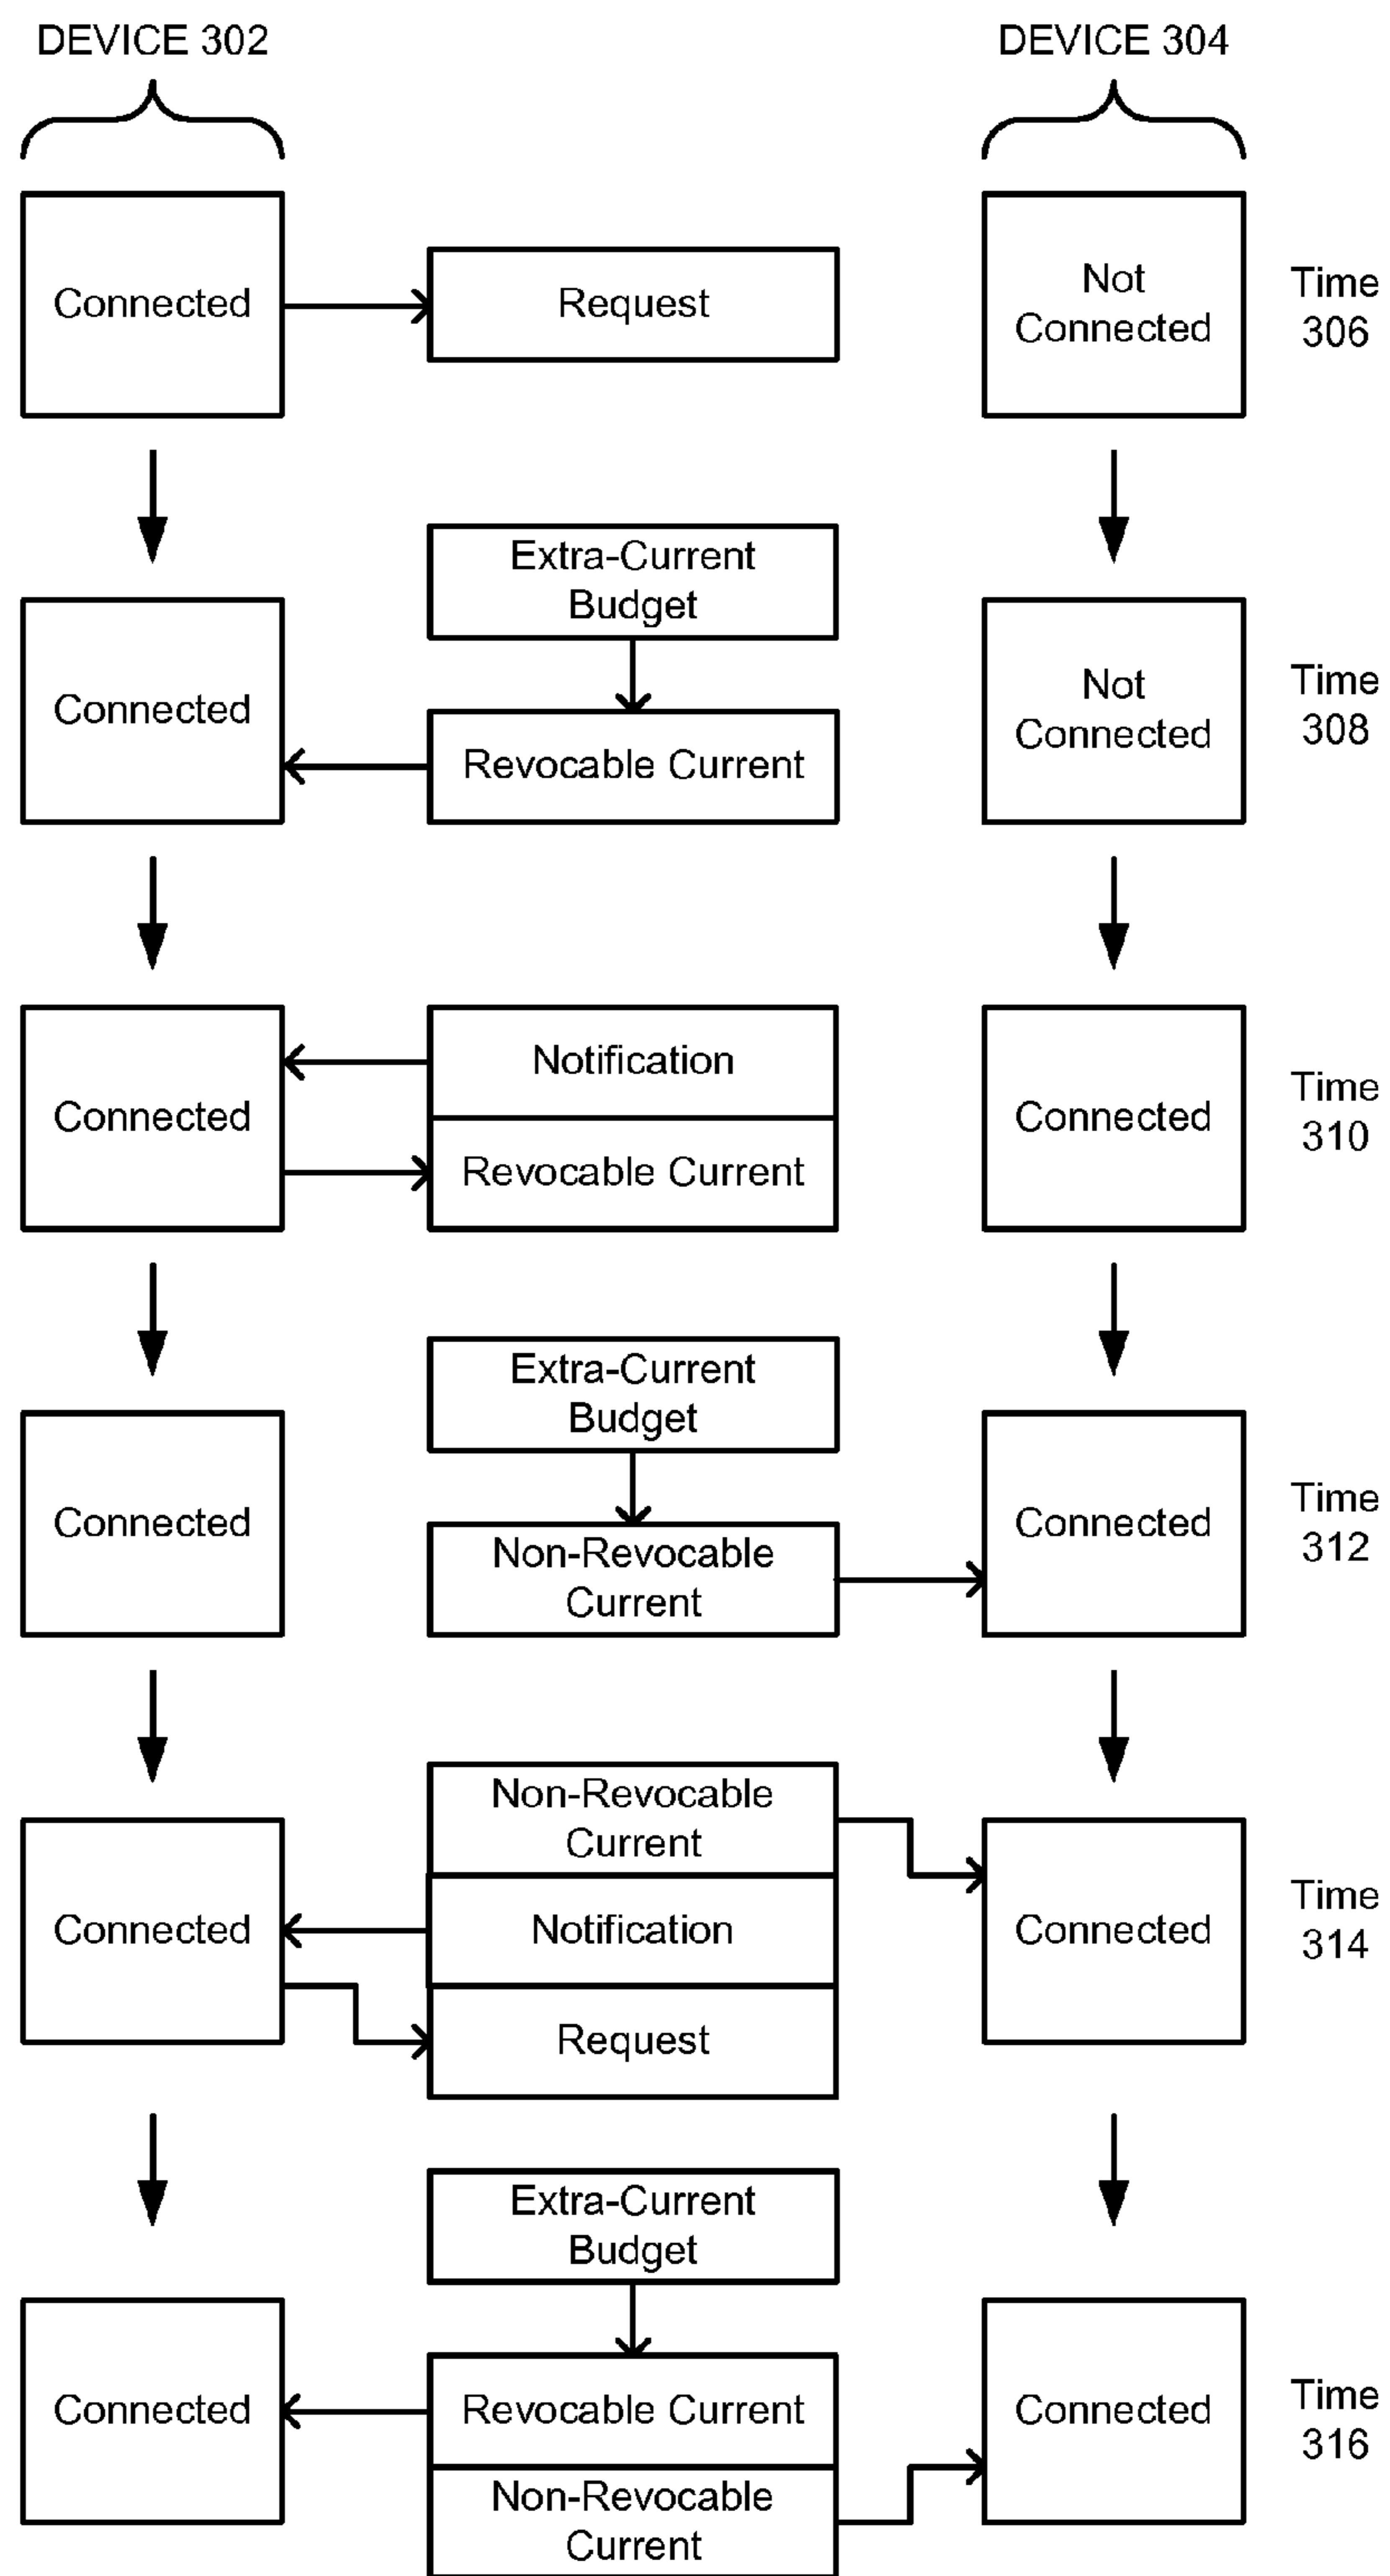 DEVICE 302
DEVICE 304
Connected
Request
Not
Connected
Time
306
Extra-Current
Budget
Connected
Revocable Current
Not
Connected
Time
308
Connected
Notification
Revocable Current
Connected
Time
310
Extra-Current
Budget
Connected
Non-Revocable
Current
Connected
Time
312
Non-Revocable
Current
Connected
Notification
Request
Connected
Time
314
Extra-Current
Budget
Connected
Revocable Current
Non-Revocable
Current
Connected
Time
316